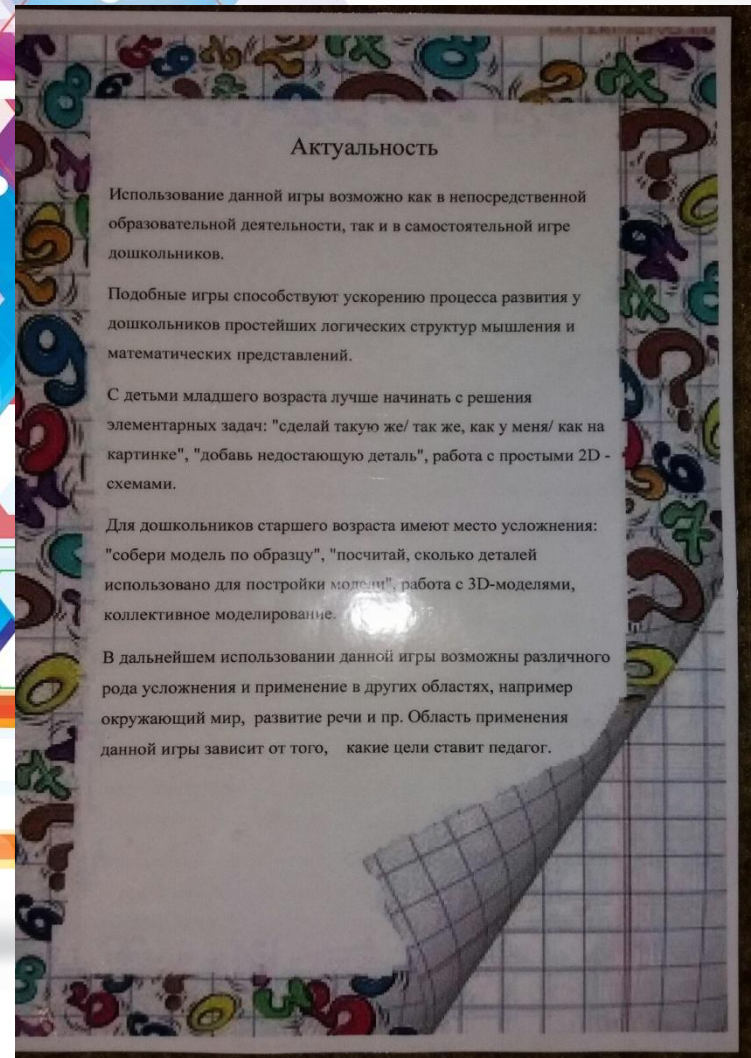 Актуальность
Использование данной игры возможно как в непосредственной
образовательной деятельности, так и в самостоятельной игре
дошкольников.
Подобные игры способствуют ускорению процесса развития у
дошкольников простейших логических структур мышления и
математических представлений.
С детьми младшего возраста лучше начинать с решения
элементарных задач: "сделай такую же/ так же, как у меня/ как на
картинке", "добавь недостающую деталь", работа с простыми 2D -
схемами.
Для дошкольников старшего возраста имеют место усложнения:
"собери модель по образцу", "посчитай, сколько деталей
использовано для постройки модели", работа с 3D-моделями,
коллективное моделирование.
В дальнейшем использовании данной игры возможны различного
рода усложнения и применение в других областях, например
окружающий мир, развитие речи и пр. Область применения
данной игры зависит от того, какие цели ставит педагог.